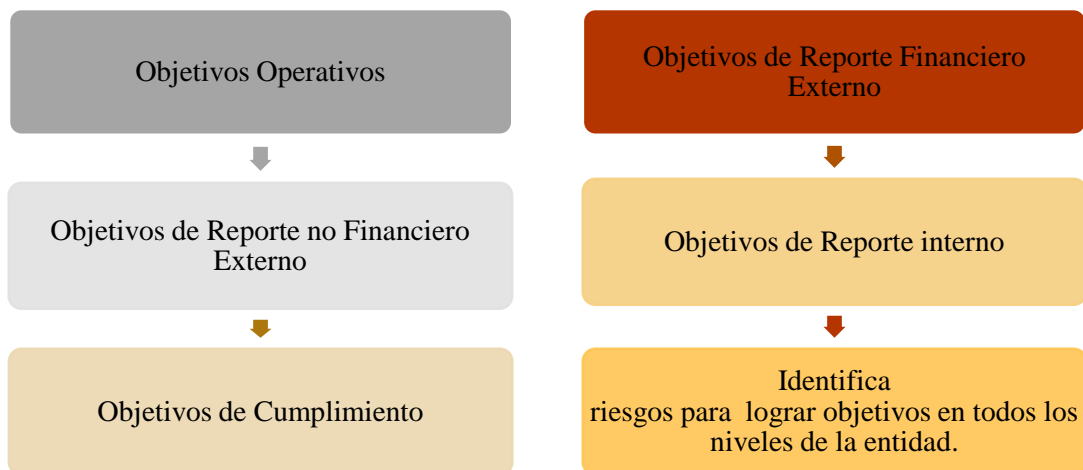 Objetivos Operativos
Objetivos de Reporte no Financiero
Externo
Objetivos de Cumplimiento
Objetivos de Reporte Financiero
Externo
Objetivos de Reporte interno
Identifica
riesgos para lograr objetivos en todos los
niveles de la entidad.